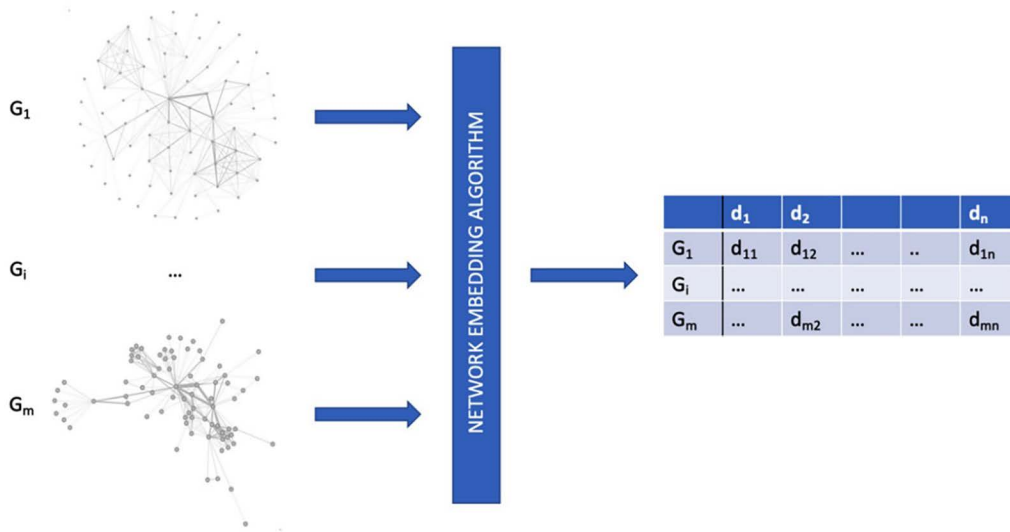 G1
Gi
...
Gm
NETWORK EMBEDDING ALGORITHM
d1 d2 dn
G1 d11 d12 ... .. d1n
Gi ... ... ... ... ...
Gm ... dm2 ... ... dmn